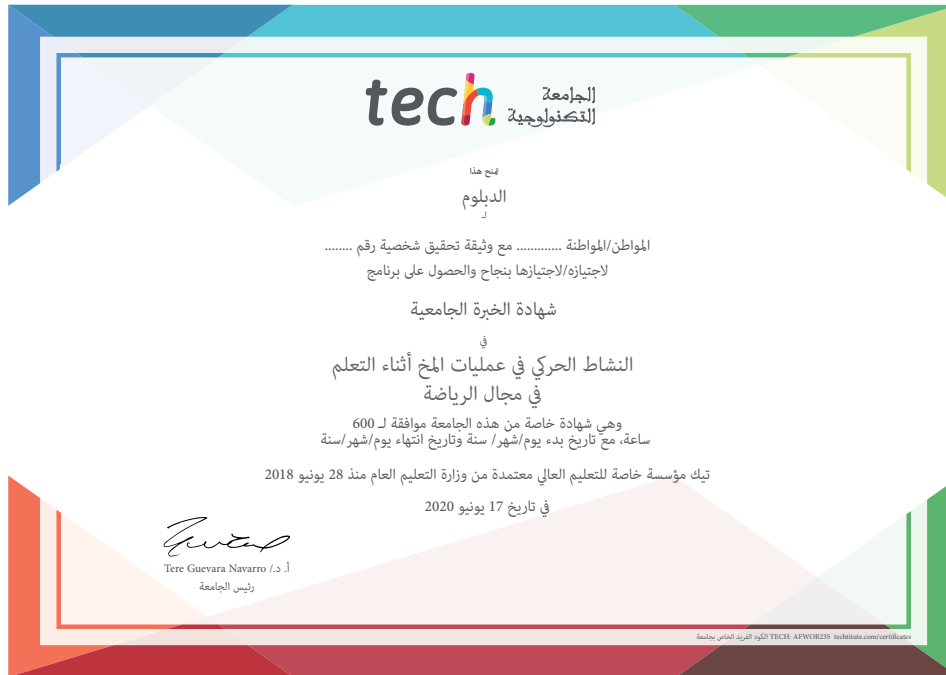 tech الجامعة
التكنولوجية
تمنح هذا
الدبلوم
لـ
المواطن/المواطنة ............. مع وثيقة تحقيق شخصية رقم ........
لاجتيازه/لاجتيازها بنجاح والحصول على برنامج
شهادة الخبرة الجامعية
في
النشاط الحركي في عمليات المخ أثناء التعلم
في مجال الرياضة
وهي شهادة خاصة من هذه الجامعة موافقة لـ 600
ساعة، مع تاريخ بدء يوم/شهر/ سنة وتاريخ انتهاء يوم/شهر/سنة
تيك مؤسسة خاصة للتعليم العالي معتمدة من وزارة التعليم العام منذ 28 يونيو 2018
في تاريخ 17 يونيو 2020
أ. د./ Tere Guevara Navarro
رئيس الجامعة
الكود الفريد الخاص بجامعة TECH: AFWOR23S techtitute.com/certificates